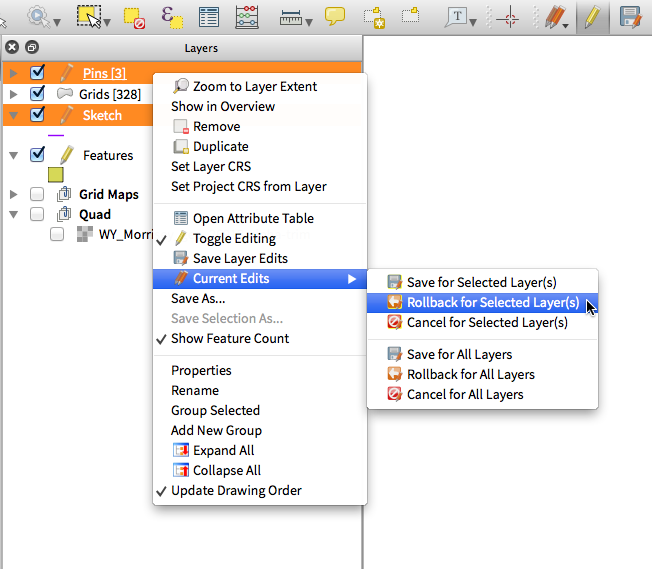 T
Layers
Pins [3]
Grids [328]
Sketch
Features
Grid Maps
Quad
WY_Morri
Zoom to Layer Extent
Show in Overview
Remove
Duplicate
Set Layer CRS
Set Project CRS from Layer
Open Attribute Table
Toggle Editing
Save Layer Edits
Current Edits
Save As...
Save Selection As...
Show Feature Count
Properties
Rename
Group Selected
Add New Group
Expand All
Collapse All
Update Drawing Order
Save for Selected Layer(s)
Rollback for Selected Layer(s)
Cancel for Selected Layer(s)
Save for All Layers
Rollback for All Layers
Cancel for All Layers